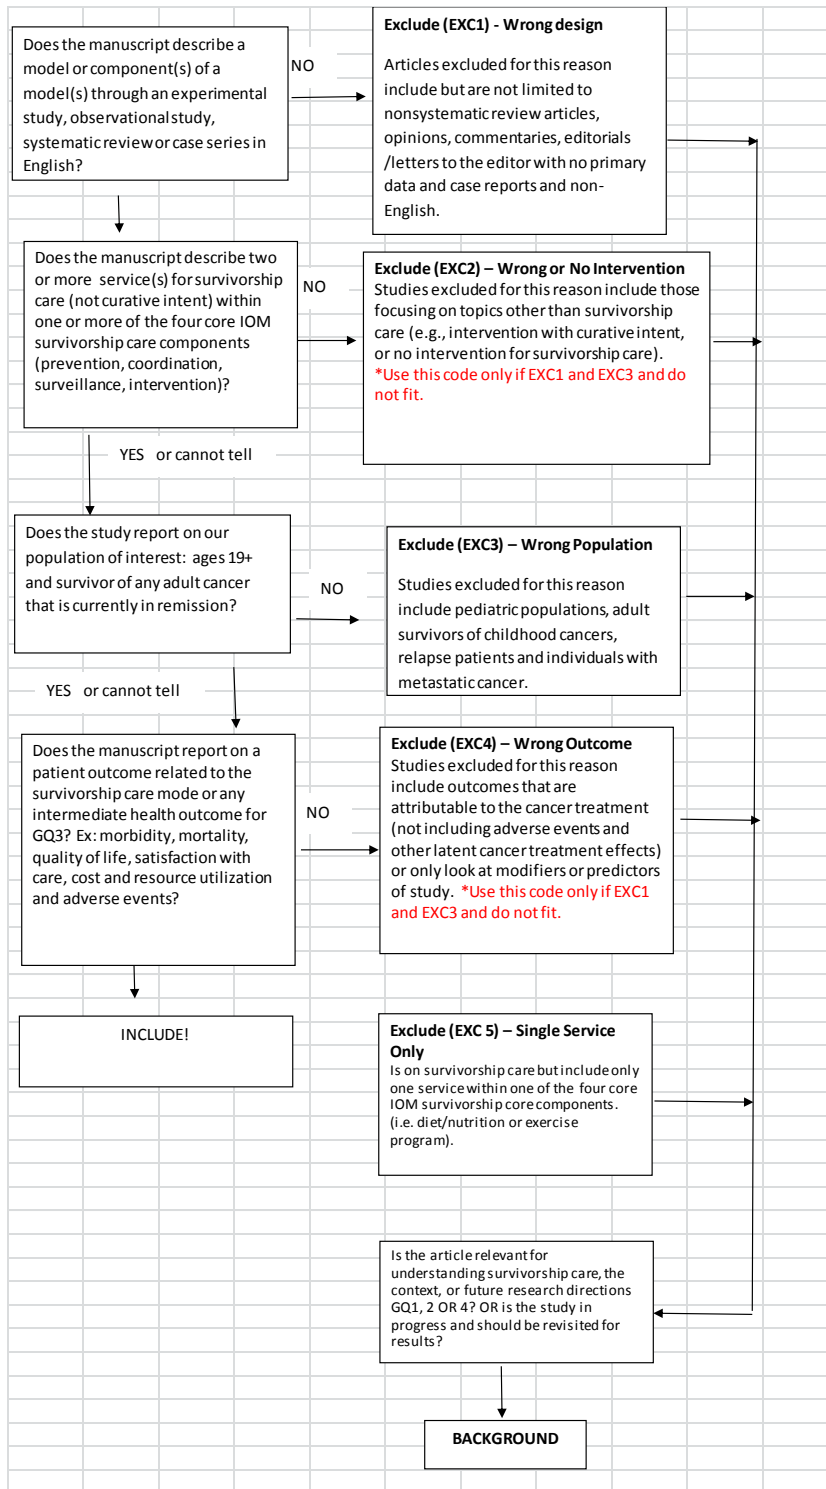 Does the manuscript describe a
model or component(s) of a
model(s) through an experimental
study, observational study,
systematic review or case series in
English?
NO
Exclude (EXC1) - Wrong design
Articles excluded for this reason
include but are not limited to
nonsystematic review articles,
opinions, commentaries, editorials
/letters to the editor with no primary
data and case reports and non-
English.
Does the manuscript describe two
or more service(s) for survivorship
care (not curative intent) within
one or more of the four core IOM
survivorship care components
(prevention, coordination,
surveillance, intervention)?
NO
Exclude (EXC2) – Wrong or No Intervention
Studies excluded for this reason include those
focusing on topics other than survivorship
care (e.g., intervention with curative intent,
or no intervention for survivorship care).
*Use this code only if EXC1 and EXC3 and do
not fit.
YES or cannot tell
Does the study report on our
population of interest: ages 19+
and survivor of any adult cancer
that is currently in remission?
NO
Exclude (EXC3) – Wrong Population
Studies excluded for this reason
include pediatric populations, adult
survivors of childhood cancers,
relapse patients and individuals with
metastatic cancer.
YES or cannot tell
Does the manuscript report on a
patient outcome related to the
survivorship care mode or any
intermediate health outcome for
GQ3? Ex: morbidity, mortality,
quality of life, satisfaction with
care, cost and resource utilization
and adverse events?
NO
Exclude (EXC4) – Wrong Outcome
Studies excluded for this reason
include outcomes that are
attributable to the cancer treatment
(not including adverse events and
other latent cancer treatment effects)
or only look at modifiers or predictors
of study. *Use this code only if EXC1
and EXC3 and do not fit.
INCLUDE!
Exclude (EXC 5) – Single Service
Only
Is on survivorship care but include only
one service within one of the four core
IOM survivorship core components.
(i.e. diet/nutrition or exercise
program).
Is the article relevant for
understanding survivorship care, the
context, or future research directions
GQ1, 2 OR 4? OR is the study in
progress and should be revisited for
results?
BACKGROUND